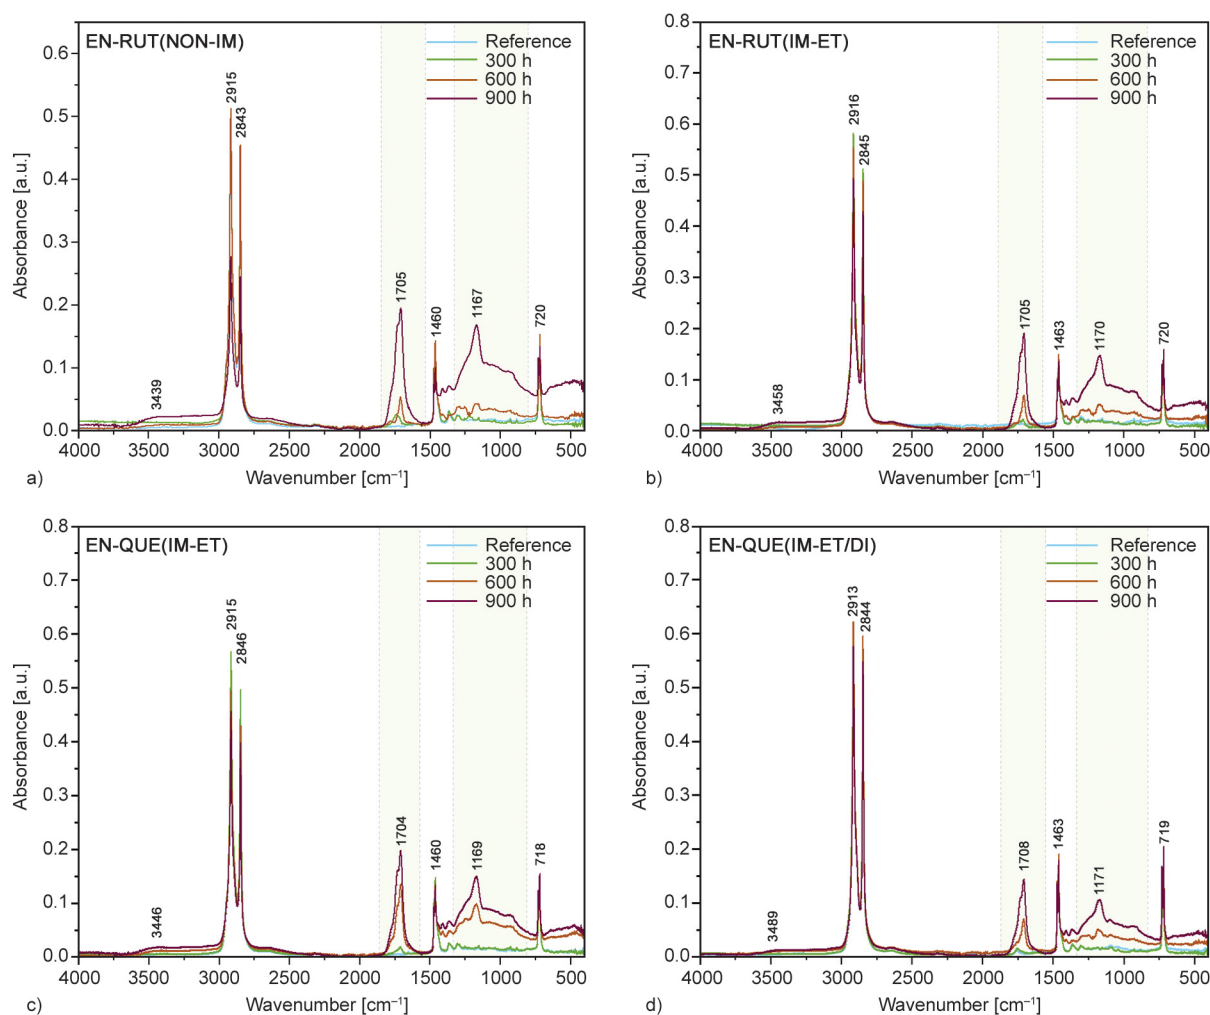 EN-RUT(NON-IM)
Reference
300 h
600 h
900 h
2915
2843
3439
1705
1460
1167
720
Absorbance [a.u.]
0.6
0.5
0.4
0.3
0.2
0.1
0.0
4000 3500 3000 2500 2000 1500 1000 500
a) Wavenumber [cm⁻¹]
EN-RUT(IM-ET)
Reference
300 h
600 h
900 h
2916
2845
3458
1705
1463
1170
720
Absorbance [a.u.]
0.8
0.7
0.6
0.5
0.4
0.3
0.2
0.1
0.0
4000 3500 3000 2500 2000 1500 1000 500
b) Wavenumber [cm⁻¹]
EN-QUE(IM-ET)
Reference
300 h
600 h
900 h
2915
2846
3446
1704
1460
1169
718
Absorbance [a.u.]
0.8
0.7
0.6
0.5
0.4
0.3
0.2
0.1
0.0
4000 3500 3000 2500 2000 1500 1000 500
c) Wavenumber [cm⁻¹]
EN-QUE(IM-ET/DI)
Reference
300 h
600 h
900 h
2913
2844
3489
1708
1463
1171
719
Absorbance [a.u.]
0.8
0.7
0.6
0.5
0.4
0.3
0.2
0.1
0.0
4000 3500 3000 2500 2000 1500 1000 500
d) Wavenumber [cm⁻¹]